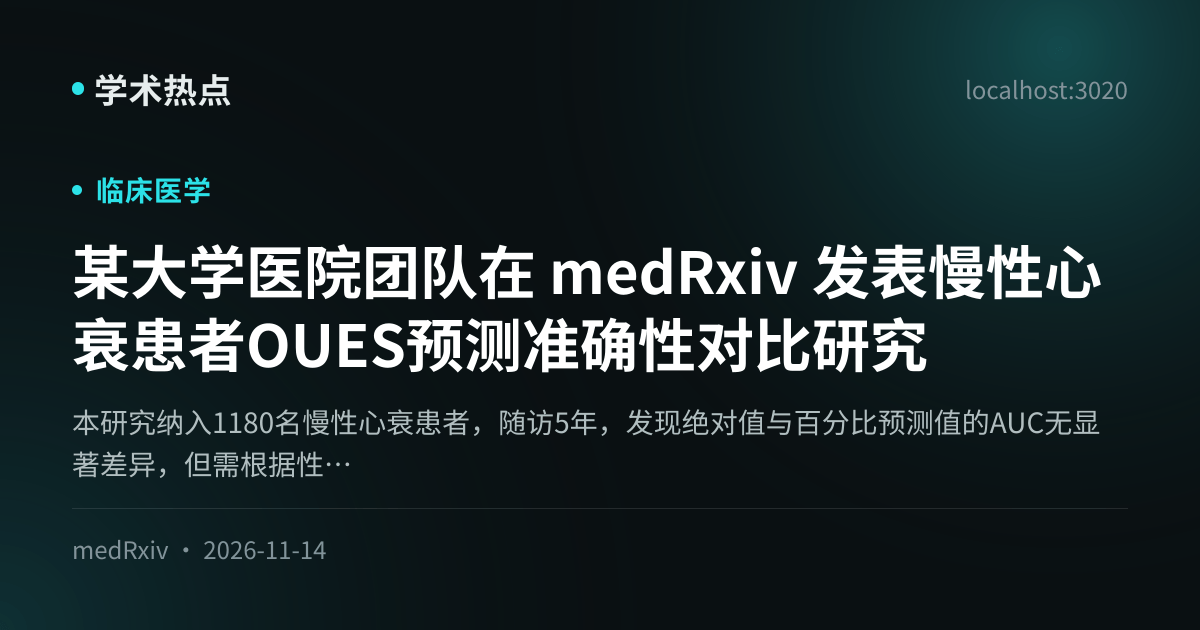 学术热点
localhost:3020
临床医学
某大学医院团队在 medRxiv 发表慢性心
衰患者OUES预测准确性对比研究
本研究纳入1180名慢性心衰患者，随访5年，发现绝对值与百分比预测值的AUC无显
著差异，但需根据性…
medRxiv · 2026-11-14